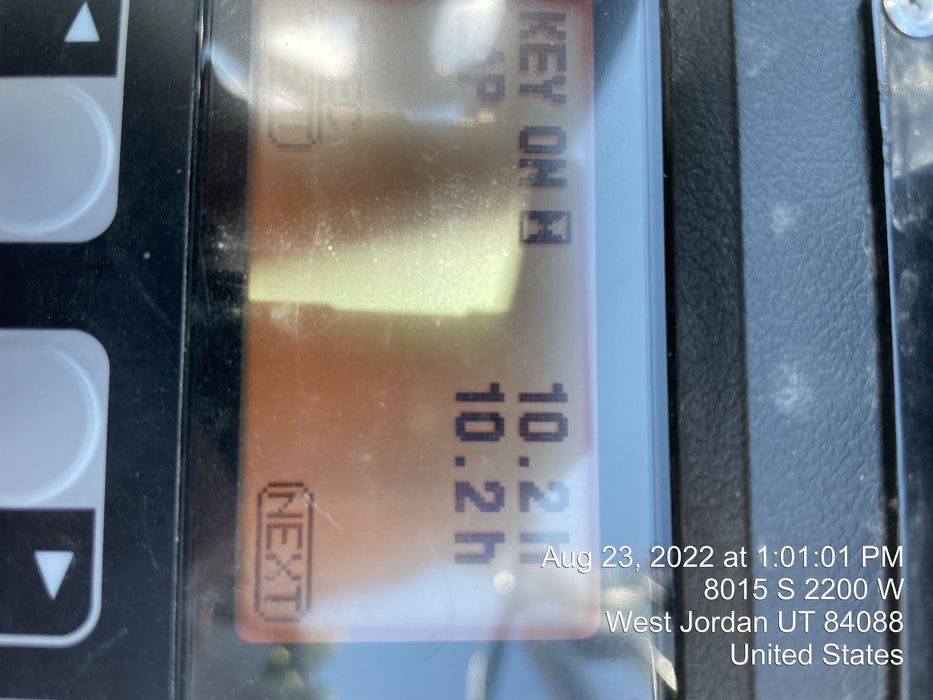 KEY ON 10.2h
10.2h
NEXT
Aug 23, 2022 at 1:01:01 PM
8015 S 2200 W
West Jordan UT 84088
United States